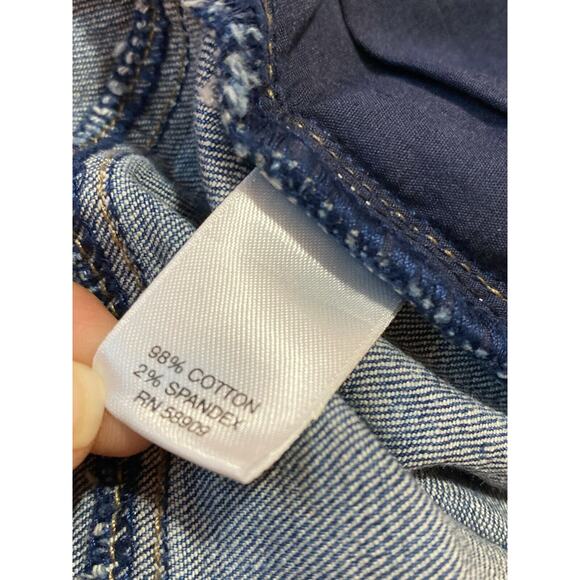 98% COTTON
2% SPANDEX
RN 58909